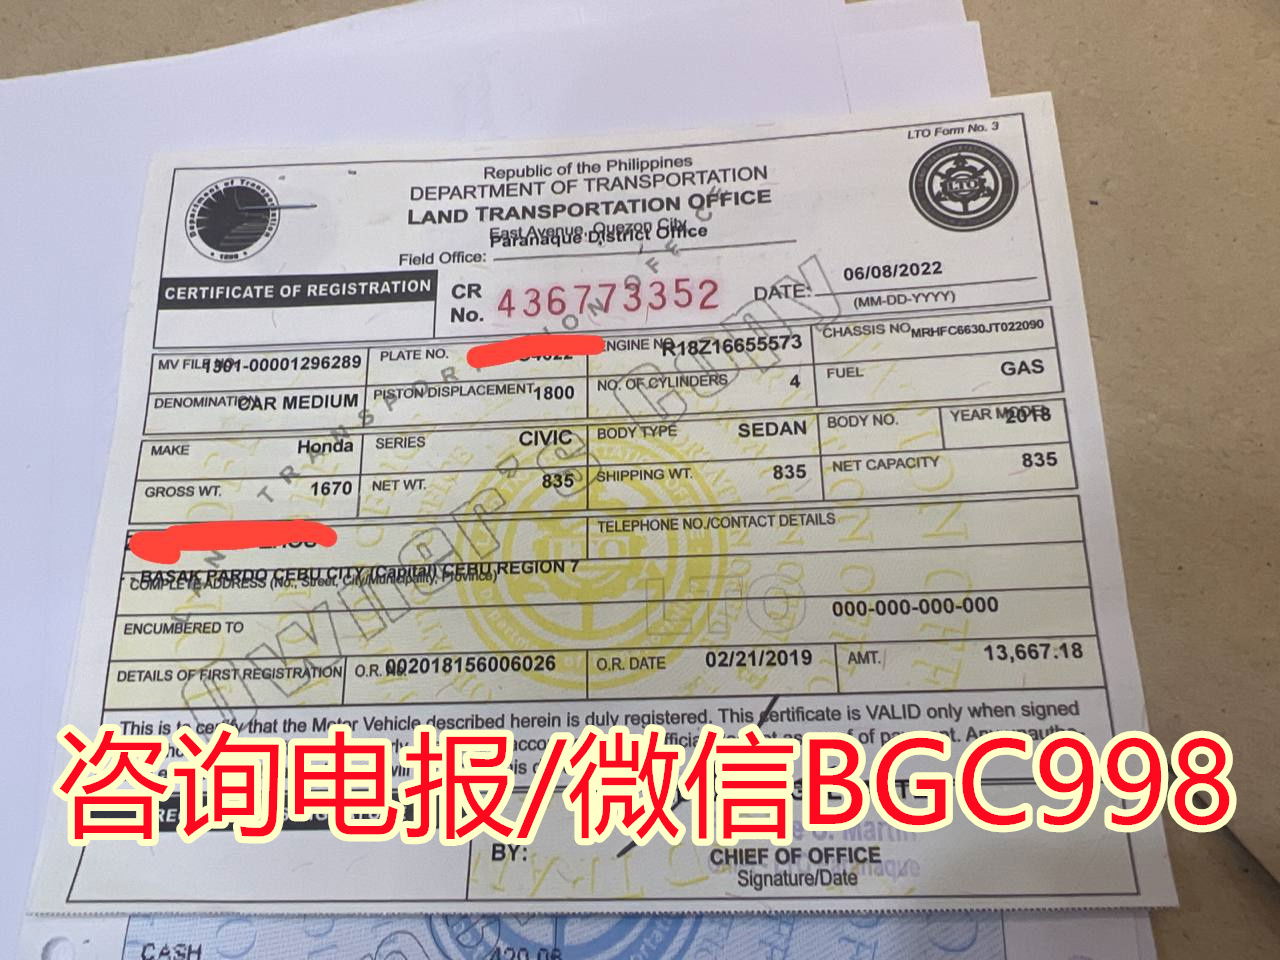 LTO Form No. 3
Republic of the Philippines
DEPARTMENT OF TRANSPORTATION
LAND TRANSPORTATION OFFICE
East Avenue, Quezon City
Paranaque District Office
Field Office:
CERTIFICATE OF REGISTRATION
CR No. 436773352
DATE: 06/08/2022
(MM-DD-YYYY)
MV FILE NO. 1301-00001296289 PLATE NO. ENGINE NO. R18Z16655573 CHASSIS NO. MRHFC6630JT022090
DENOMINATION CAR MEDIUM PISTON DISPLACEMENT 1800 NO. OF CYLINDERS 4 FUEL GAS
MAKE Honda SERIES CIVIC BODY TYPE SEDAN BODY NO. YEAR MODEL 2018
GROSS WT. 1670 NET WT. 835 SHIPPING WT. 835 NET CAPACITY 835
TELEPHONE NO./CONTACT DETAILS
BASAK PARDO CEBU CITY (Capital) CEBU REGION 7
COMPLETE ADDRESS (No., Street, City/Municipality, Province)
000-000-000-000
ENCUMBERED TO
DETAILS OF FIRST REGISTRATION O.R. NO. 002018156006026 O.R. DATE 02/21/2019 AMT. 13,667.18
This is to certify that the Motor Vehicle described herein is duly registered. This certificate is VALID only when signed
咨询电报/微信BGC998
BY:
CHIEF OF OFFICE
Signature/Date
Owner's Copy
LTO
CASH